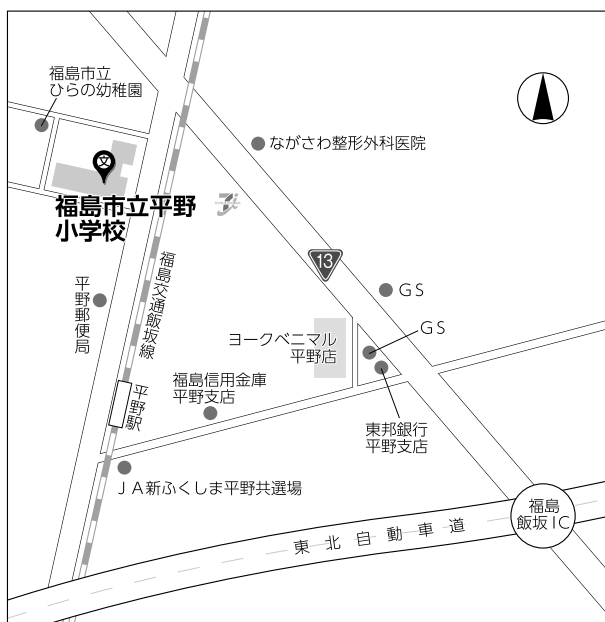 福島市立
ひらの幼稚園
文
福島市立平野
小学校
ながさわ整形外科医院
13
GS
GS
平野郵便局
福島交通飯坂線
ヨークベニマル
平野店
福島信用金庫
平野支店
平野駅
東邦銀行
平野支店
JA新ふくしま平野共選場
福島
飯坂IC
東北自動車道